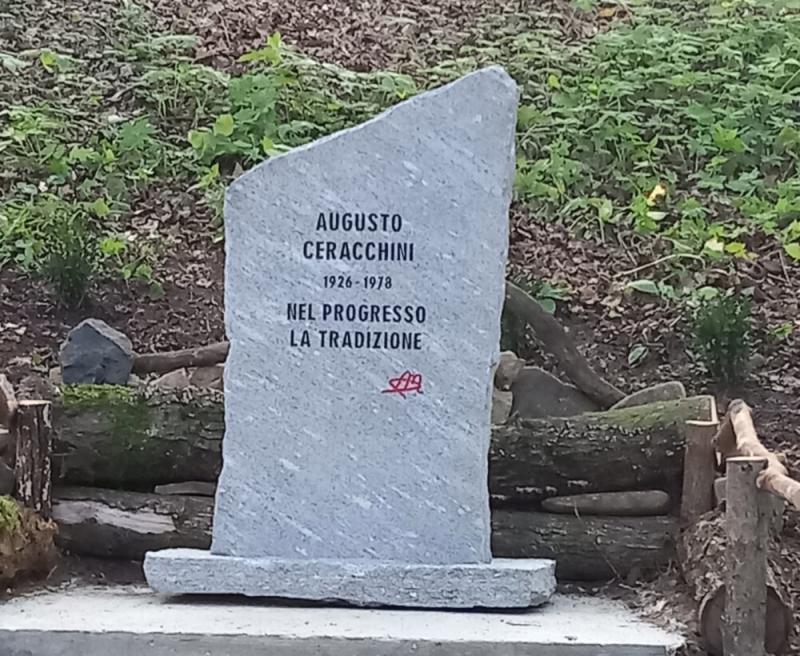 AUGUSTO
CERACCHINI
1926-1978
NEL PROGRESSO
LA TRADIZIONE